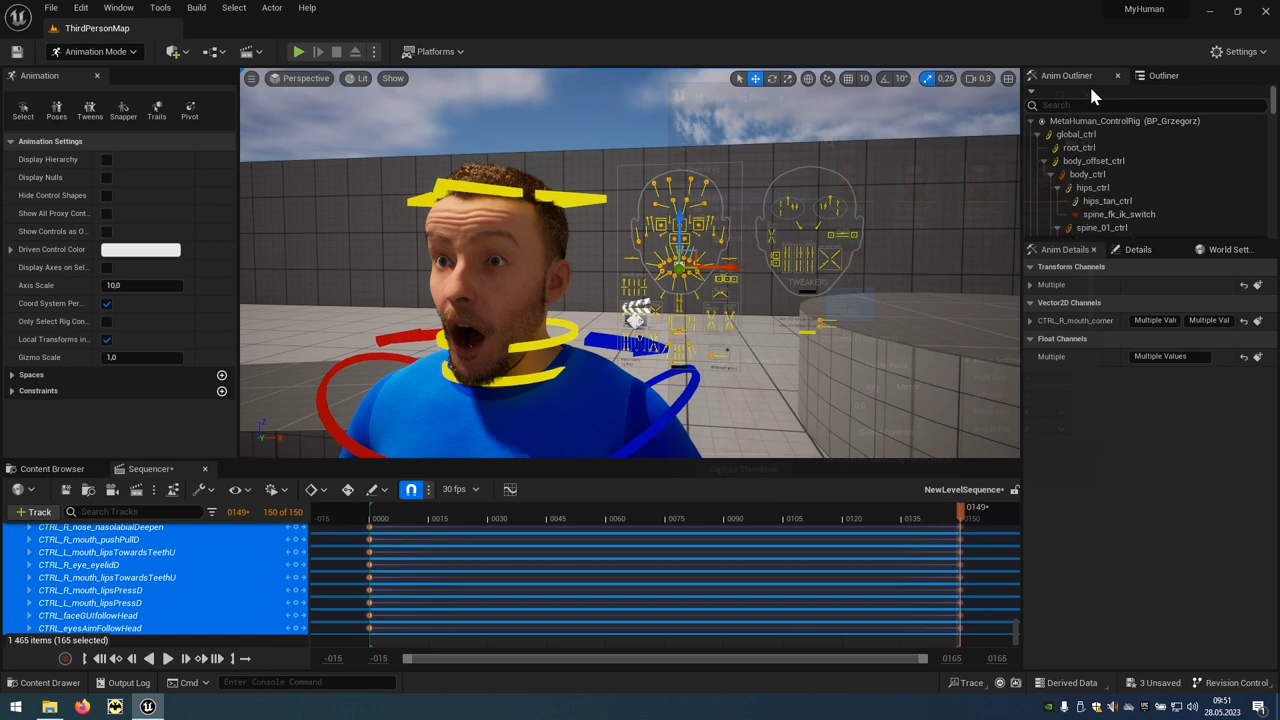 File Edit Window Tools Build Select Actor Help
MyHuman
ThirdPersonMap
Animation Mode
Platforms
Settings
Animation
Perspective
Lit
Show
10
10°
0,25
0,3
Anim Outliner
Outliner
Select
Poses
Tweens
Snapper
Trails
Pivot
Search
MetaHuman_ControlRig (BP_Grzegorz)
global_ctrl
root_ctrl
body_offset_ctrl
body_ctrl
hips_ctrl
hips_tan_ctrl
spine_fk_ik_switch
spine_01_ctrl
Animation Settings
Display Hierarchy
Display Nulls
Hide Control Shapes
Show All Proxy Cont...
Show Controls as O...
Driven Control Color
Display Axes on Sel...
Axis Scale
10,0
Coord System Per...
Only Select Rig Con...
Local Transforms in...
Gizmo Scale
1,0
Spaces
Constraints
TWEAKERS
Anim Details
Details
World Sett...
Transform Channels
Multiple
Vector2D Channels
CTRL_R_mouth_corner
Multiple Val
Multiple Val
Float Channels
Multiple
Multiple Values
Capture Thumbnail
Content Browser
Sequencer*
30 fps
NewLevelSequence*
Track
Search Tracks
0149*
150 of 150
-015
0000
0015
0030
0045
0060
0075
0090
0105
0120
0135
0149*
0150
CTRL_R_nose_nasolabialDeepen
CTRL_R_mouth_pushPullD
CTRL_L_mouth_lipsTowardsTeethU
CTRL_R_eye_eyelidD
CTRL_R_mouth_lipsTowardsTeethU
CTRL_R_mouth_lipsPressD
CTRL_L_mouth_lipsPressD
CTRL_faceGUIfollowHead
CTRL_eyesAimFollowHead
1 465 items (165 selected)
-015
-015
0165
0165
Content Drawer
Output Log
Cmd
Enter Console Command
Trace
Derived Data
3 Unsaved
Revision Control
09:51
28.05.2023